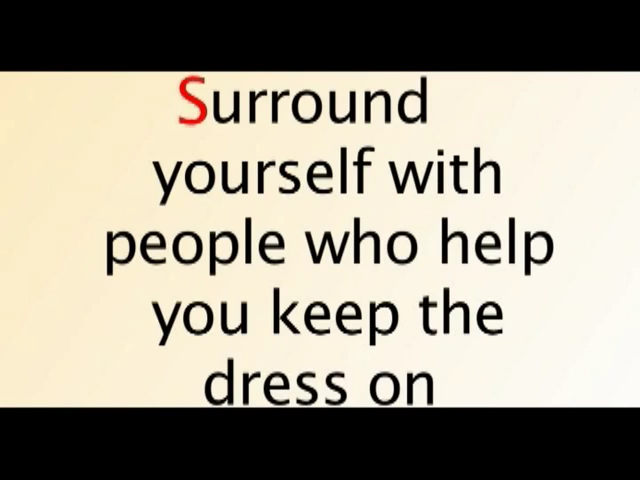 Surround
yourself with
people who help
you keep the
dress on